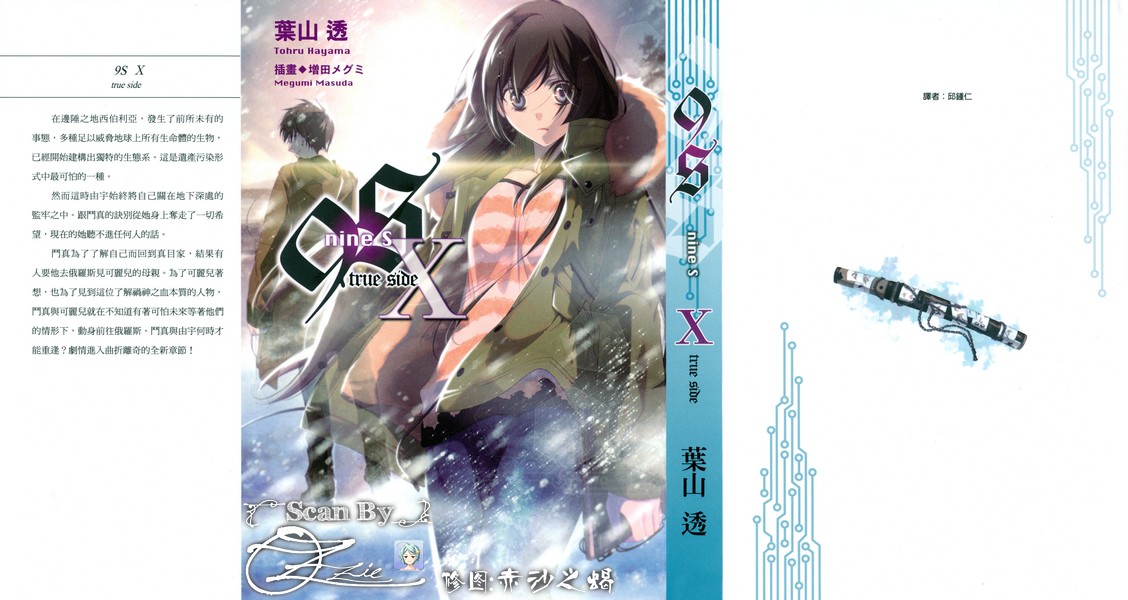 9S X
true side
在邊陲之地西伯利亞，發生了前所未有的
事態，多種足以威脅地球上所有生命體的生物，
已經開始建構出獨特的生態系。這是遺產污染形
式中最可怕的一種。
然而這時由宇始終將自己關在地下深處的
監牢之中。跟鬥真的訣別從她身上奪走了一切希
望，現在的她聽不進任何人的話。
鬥真為了了解自己而回到真目家，結果有
人要他去俄羅斯見可麗兒的母親。為了可麗兒著
想，也為了見到這位了解禍神之血本質的人物，
鬥真與可麗兒就在不知道有著可怕未來等著他們
的情形下，動身前往俄羅斯。鬥真與由宇何時才
能重逢？劇情進入曲折離奇的全新章節！
葉山 透
Tohru Hayama
插畫◆增田メグミ
Megumi Masuda
9S
nine S
X
true side
Scan By
Ozzie
修图:赤沙之蝎
9S
nine S
X
true side
葉山 透
譯者：邱鍾仁